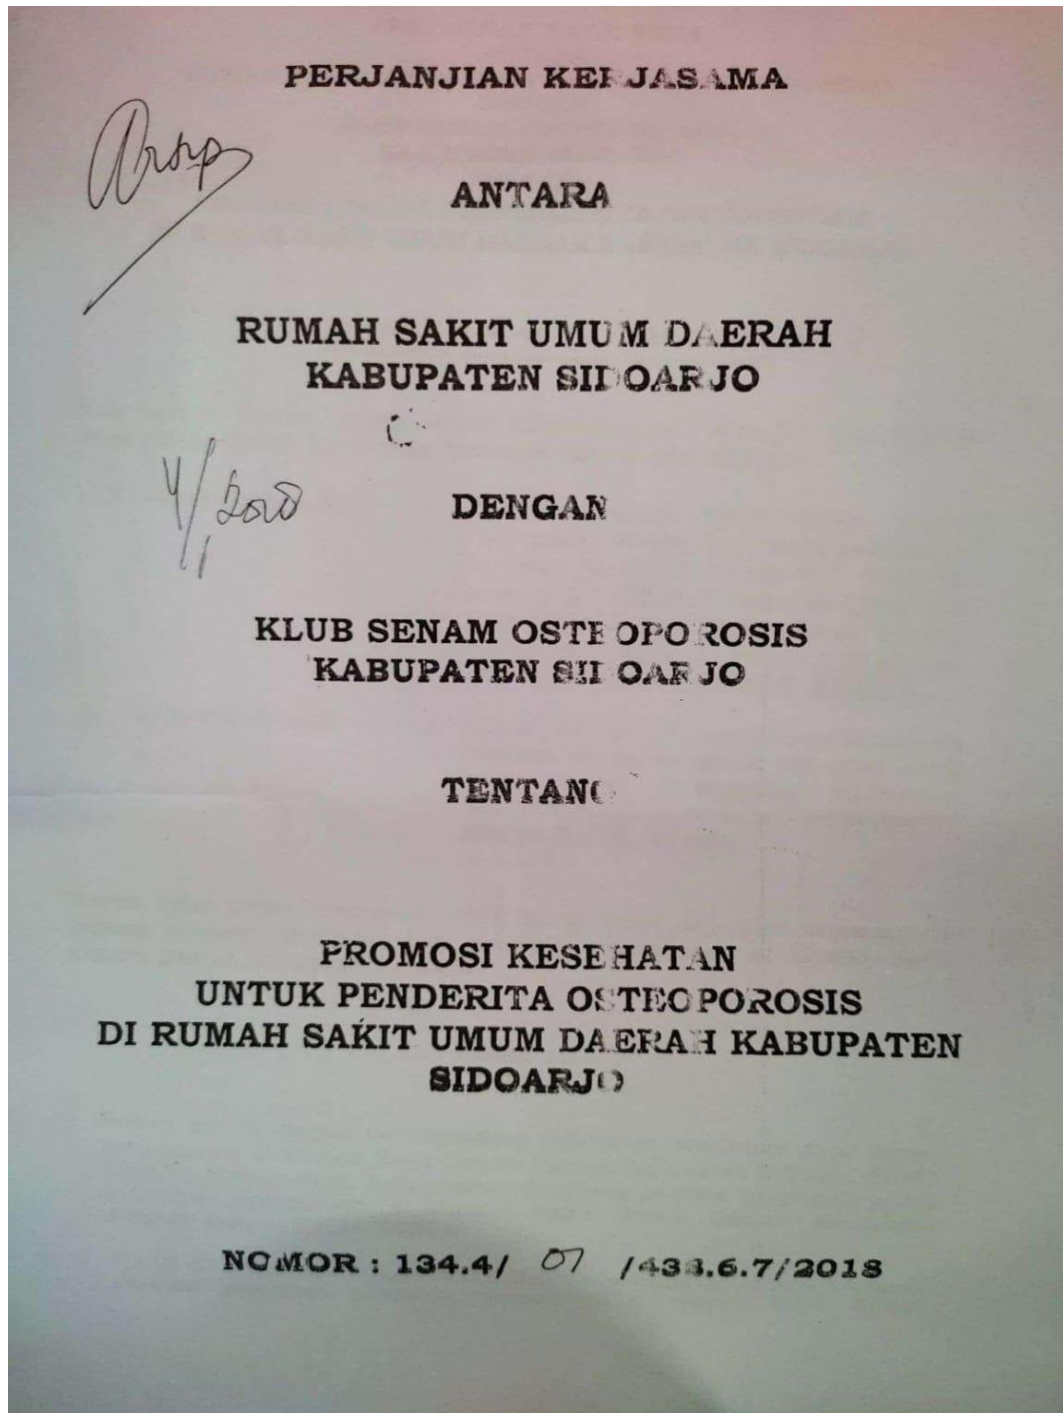 PERJANJIAN KERJASAMA
Arsip
ANTARA
RUMAH SAKIT UMUM DAERAH
KABUPATEN SIDOARJO
DENGAN
KLUB SENAM OSTEOPOROSIS
KABUPATEN SIDOARJO
TENTANG
PROMOSI KESEHATAN
UNTUK PENDERITA OSTEOPOROSIS
DI RUMAH SAKIT UMUM DAERAH KABUPATEN
SIDOARJO
NOMOR : 134.4/ 07 /438.6.7/2018